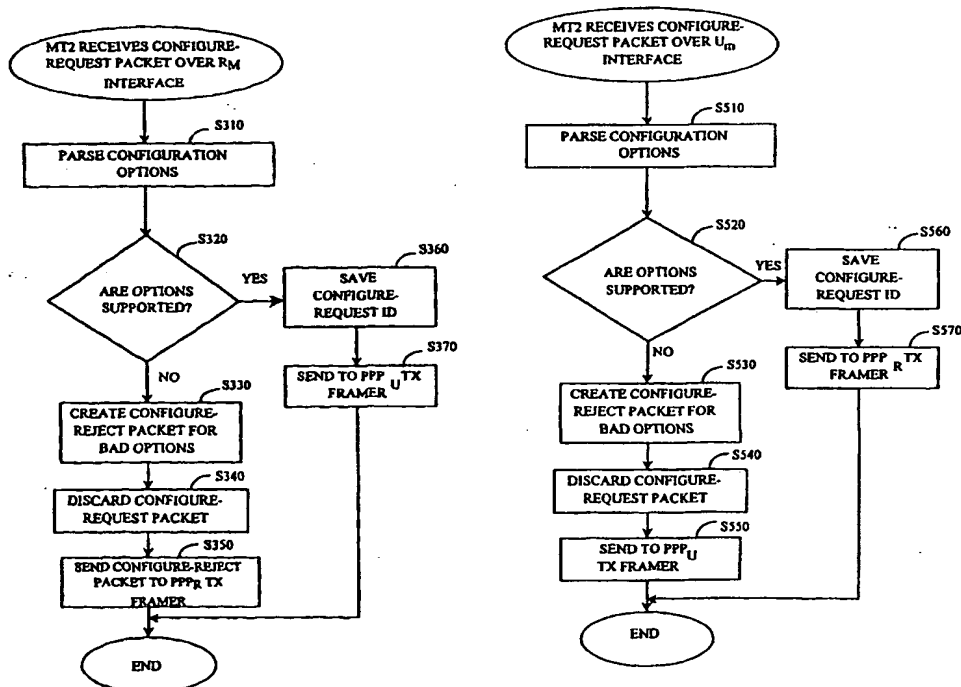 MT2 RECEIVES CONFIGURE-
REQUEST PACKET OVER RM
INTERFACE
S310
PARSE CONFIGURATION
OPTIONS
S320
ARE OPTIONS
SUPPORTED?
YES
S360
SAVE
CONFIGURE-
REQUEST ID
S370
SEND TO PPP U TX
FRAMER
NO
S330
CREATE CONFIGURE-
REJECT PACKET FOR
BAD OPTIONS
S340
DISCARD CONFIGURE-
REQUEST PACKET
S350
SEND CONFIGURE-REJECT
PACKET TO PPPR TX
FRAMER
END
MT2 RECEIVES CONFIGURE-
REQUEST PACKET OVER Um
INTERFACE
S510
PARSE CONFIGURATION
OPTIONS
S520
ARE OPTIONS
SUPPORTED?
YES
S560
SAVE
CONFIGURE-
REQUEST ID
S570
SEND TO PPP R TX
FRAMER
NO
S530
CREATE CONFIGURE-
REJECT PACKET FOR
BAD OPTIONS
S540
DISCARD CONFIGURE-
REQUEST PACKET
S550
SEND TO PPPU
TX FRAMER
END